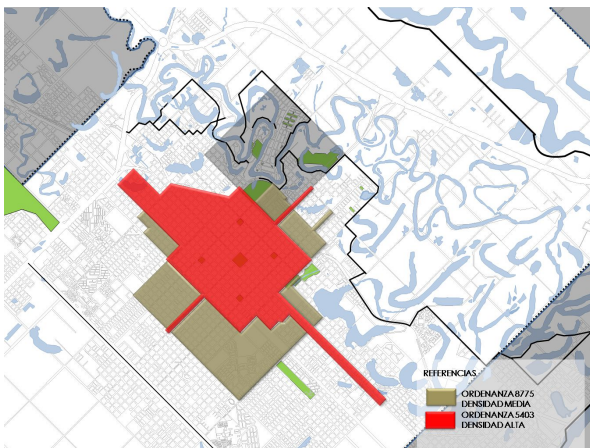 REFERENCIAS
ORDENANZA 8775
DENSIDAD MEDIA
ORDENANZA 5403
DENSIDAD ALTA